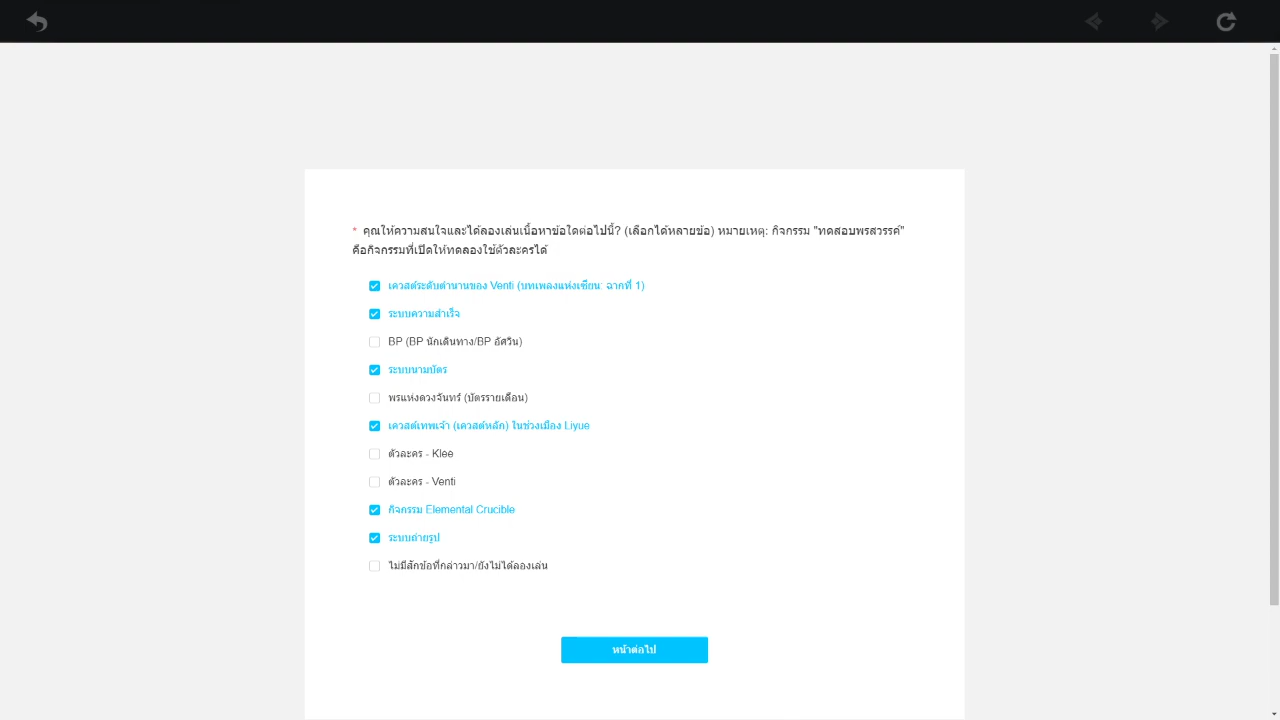 * คุณให้ความสนใจและได้ลองเล่นเนื้อหาข้อใดต่อไปนี้? (เลือกได้หลายข้อ) หมายเหตุ: กิจกรรม "ทดสอบพรสวรรค์"
คือกิจกรรมที่เปิดให้ทดลองใช้ตัวละครได้
เควสต์ระดับตำนานของ Venti (บทเพลงแห่งเซียน: ฉากที่ 1)
ระบบความสำเร็จ
BP (BP นักเดินทาง/BP อัศวิน)
ระบบนามบัตร
พรแห่งดวงจันทร์ (บัตรรายเดือน)
เควสต์เทพเจ้า (เควสต์หลัก) ในช่วงเมือง Liyue
ตัวละคร - Klee
ตัวละคร - Venti
กิจกรรม Elemental Crucible
ระบบถ่ายรูป
ไม่มีสักข้อที่กล่าวมา/ยังไม่ได้ลองเล่น
หน้าต่อไป